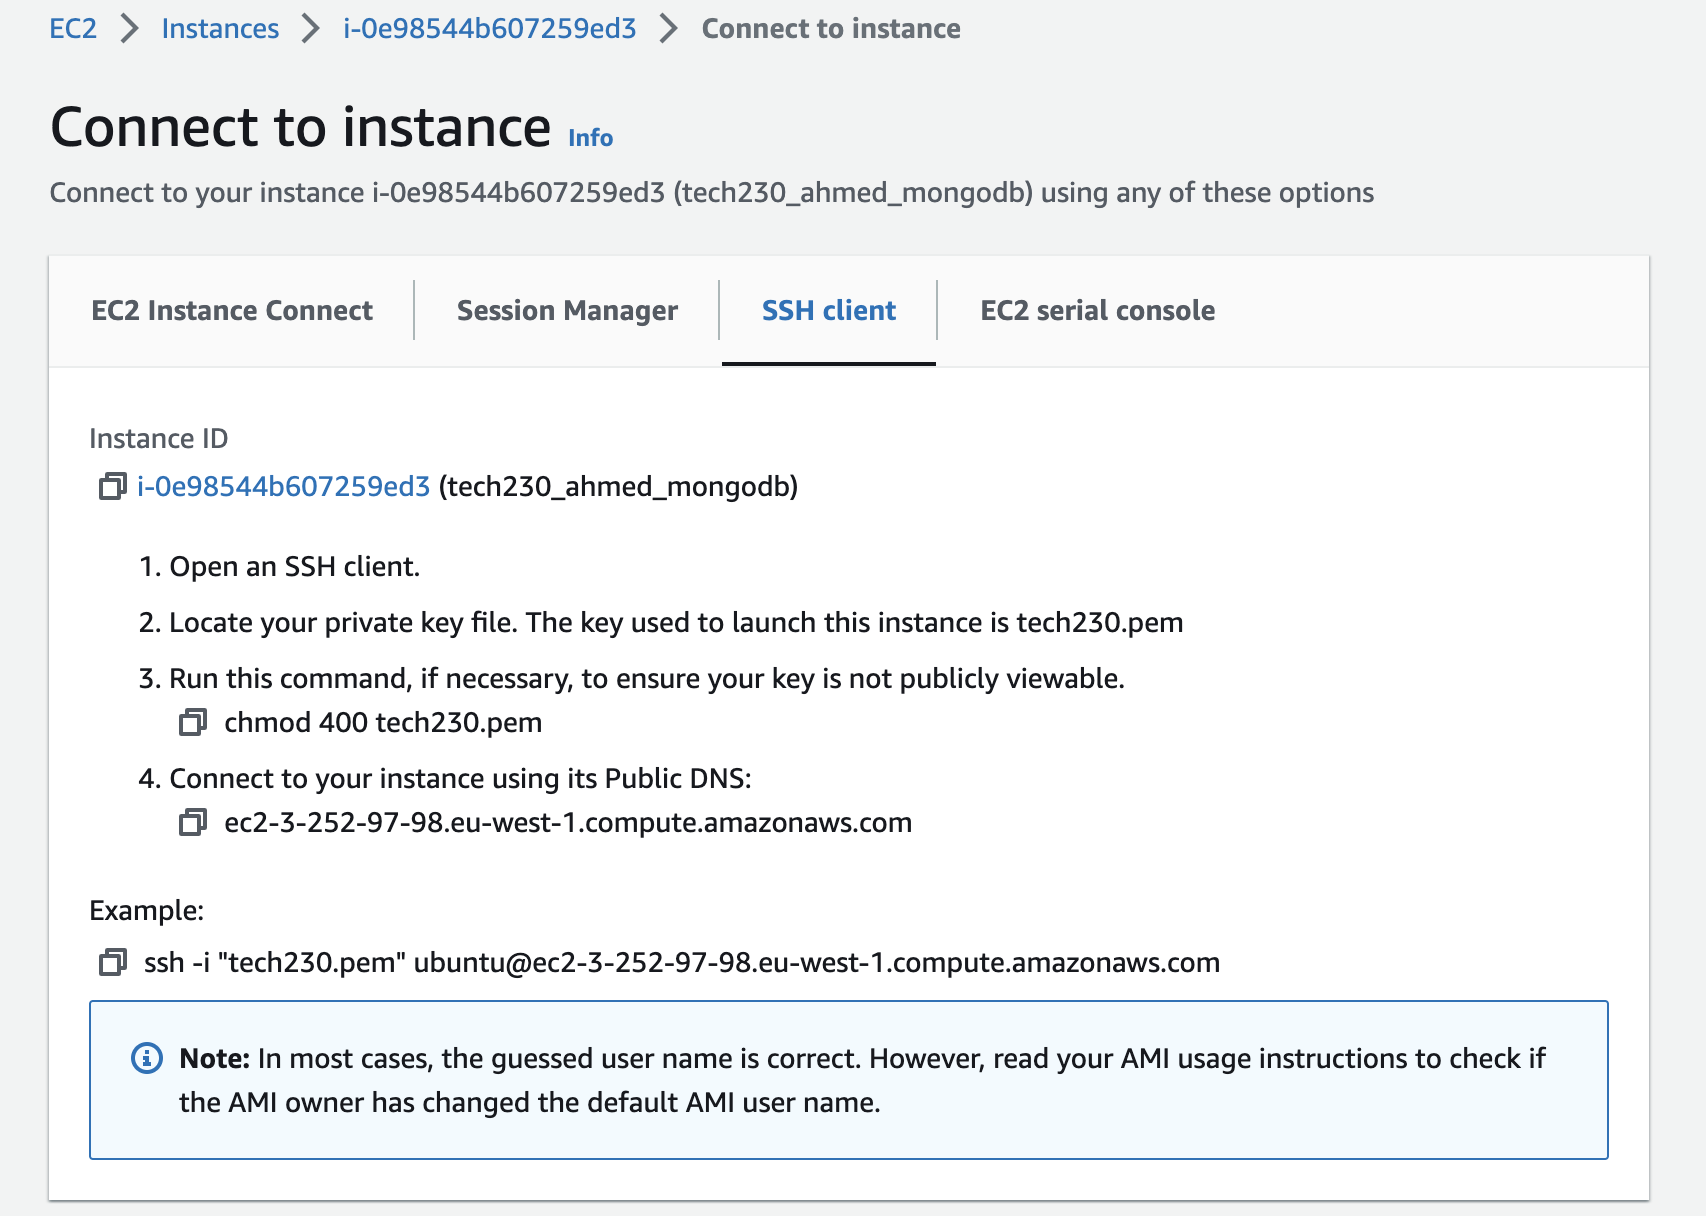 EC2 > Instances > i-0e98544b607259ed3 > Connect to instance
Connect to instance Info
Connect to your instance i-0e98544b607259ed3 (tech230_ahmed_mongodb) using any of these options
EC2 Instance Connect Session Manager SSH client EC2 serial console
Instance ID
i-0e98544b607259ed3 (tech230_ahmed_mongodb)
1. Open an SSH client.
2. Locate your private key file. The key used to launch this instance is tech230.pem
3. Run this command, if necessary, to ensure your key is not publicly viewable.
chmod 400 tech230.pem
4. Connect to your instance using its Public DNS:
ec2-3-252-97-98.eu-west-1.compute.amazonaws.com
Example:
ssh -i "tech230.pem" ubuntu@ec2-3-252-97-98.eu-west-1.compute.amazonaws.com
Note: In most cases, the guessed user name is correct. However, read your AMI usage instructions to check if
the AMI owner has changed the default AMI user name.